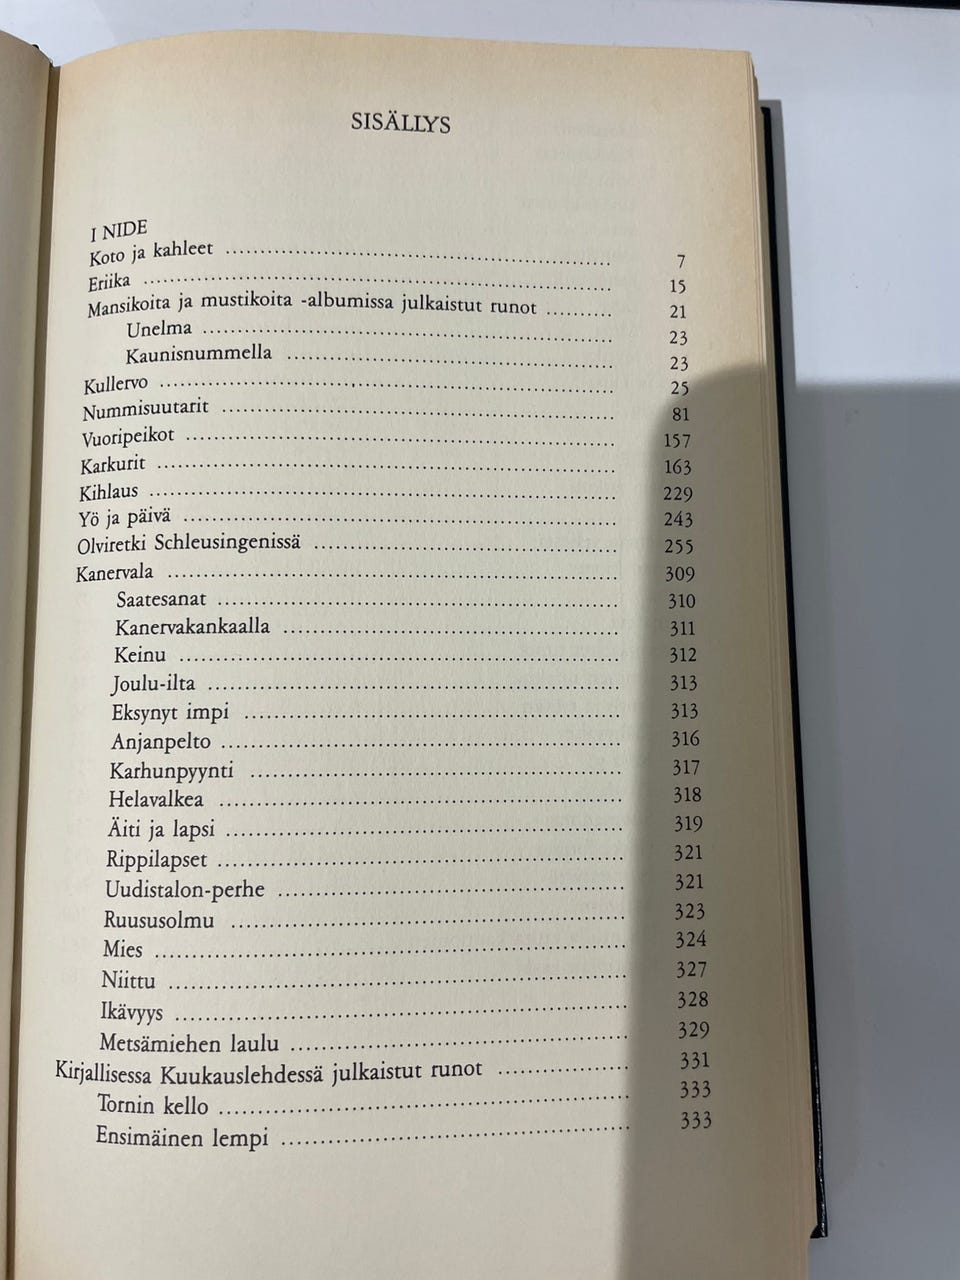 SISÄLLYS
I NIDE
Koto ja kahleet 7
Eriika 15
Mansikoita ja mustikoita -albumissa julkaistut runot 21
Unelma 23
Kaunisnummella 23
Kullervo 25
Nummisuutarit 81
Vuoripeikot 157
Karkurit 163
Kihlaus 229
Yö ja päivä 243
Olviretki Schleusingenissä 255
Kanervala 309
Saatesanat 310
Kanervakankaalla 311
Keinu 312
Joulu-ilta 313
Eksynyt impi 313
Anjanpelto 316
Karhunpyynti 317
Helavalkea 318
Äiti ja lapsi 319
Rippilapset 321
Uudistalon-perhe 321
Ruususolmu 323
Mies 324
Niittu 327
Ikävyys 328
Metsämiehen laulu 329
Kirjallisessa Kuukauslehdessä julkaistut runot 331
Tornin kello 333
Ensimäinen lempi 333